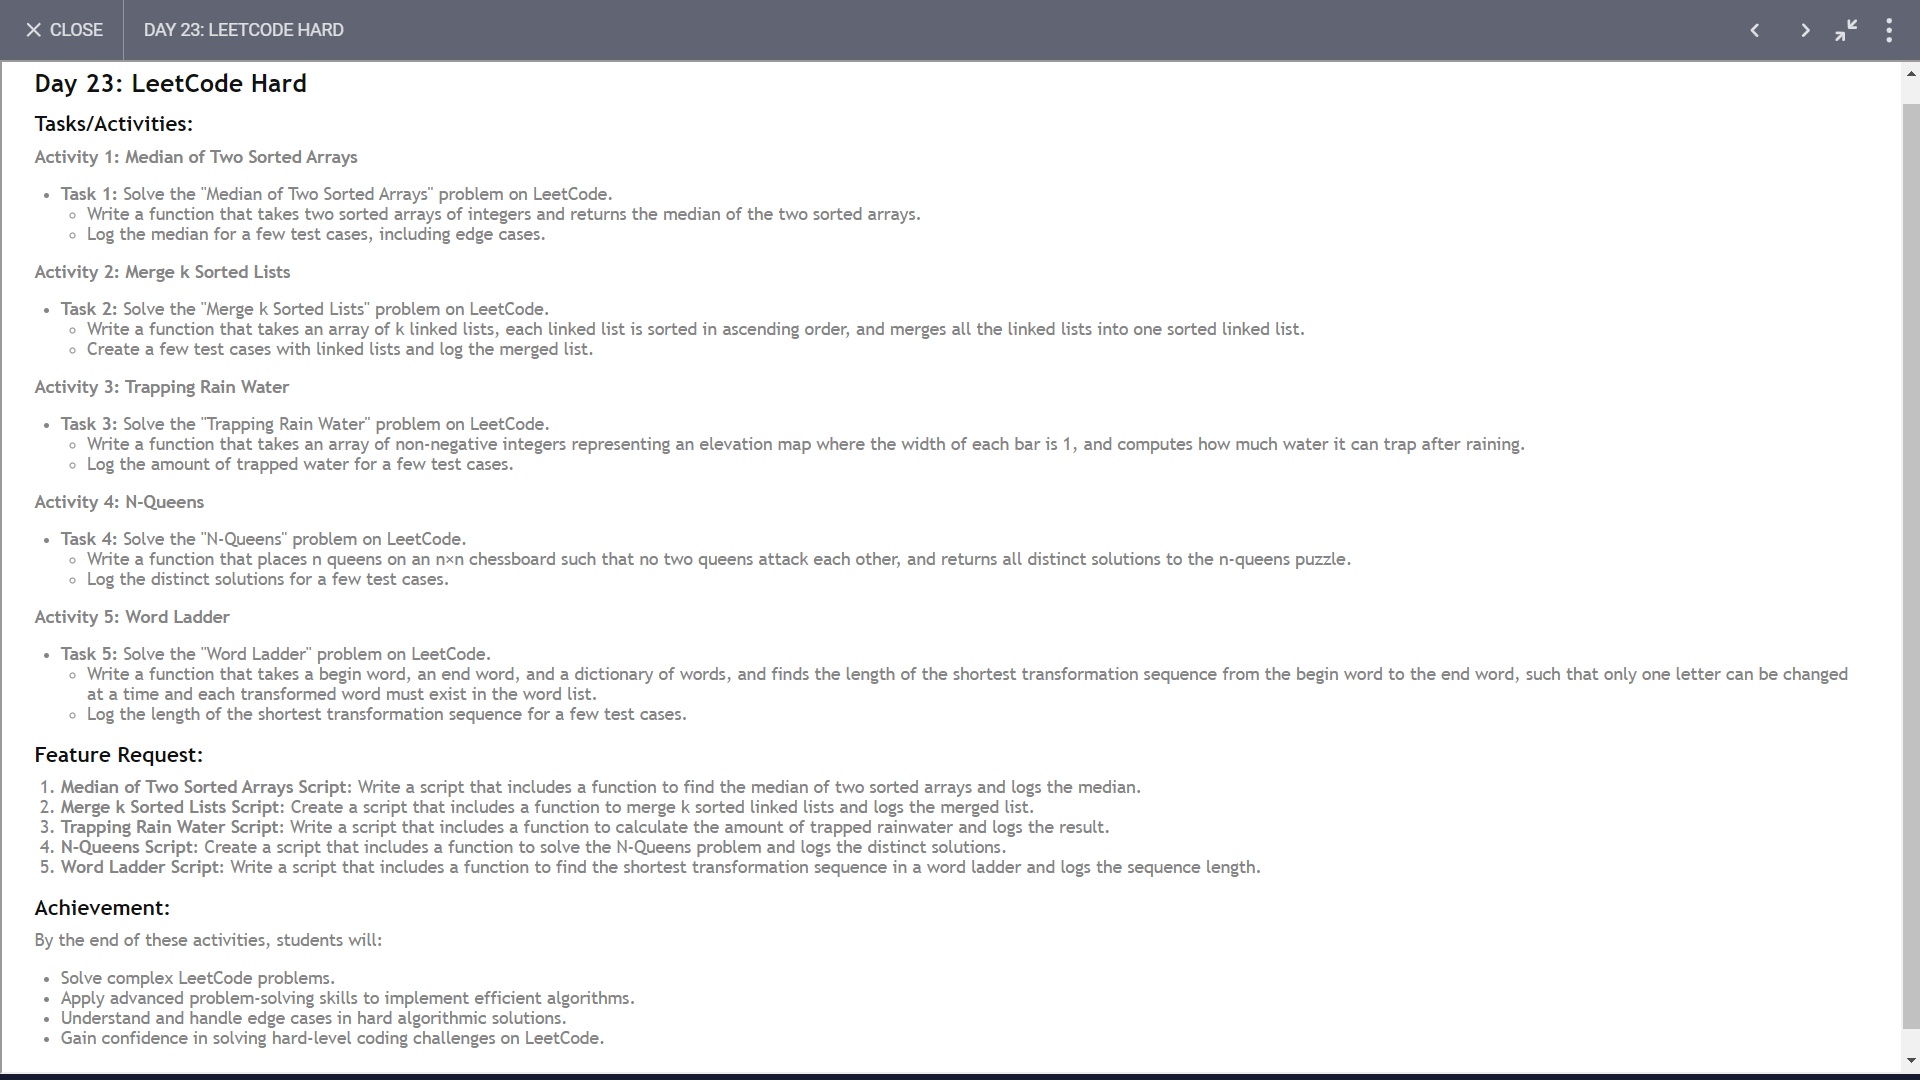 CLOSE
DAY 23: LEETCODE HARD
Day 23: LeetCode Hard
Tasks/Activities:
Activity 1: Median of Two Sorted Arrays
Task 1: Solve the "Median of Two Sorted Arrays" problem on LeetCode.
Write a function that takes two sorted arrays of integers and returns the median of the two sorted arrays.
Log the median for a few test cases, including edge cases.
Activity 2: Merge k Sorted Lists
Task 2: Solve the "Merge k Sorted Lists" problem on LeetCode.
Write a function that takes an array of k linked lists, each linked list is sorted in ascending order, and merges all the linked lists into one sorted linked list.
Create a few test cases with linked lists and log the merged list.
Activity 3: Trapping Rain Water
Task 3: Solve the "Trapping Rain Water" problem on LeetCode.
Write a function that takes an array of non-negative integers representing an elevation map where the width of each bar is 1, and computes how much water it can trap after raining.
Log the amount of trapped water for a few test cases.
Activity 4: N-Queens
Task 4: Solve the "N-Queens" problem on LeetCode.
Write a function that places n queens on an n×n chessboard such that no two queens attack each other, and returns all distinct solutions to the n-queens puzzle.
Log the distinct solutions for a few test cases.
Activity 5: Word Ladder
Task 5: Solve the "Word Ladder" problem on LeetCode.
Write a function that takes a begin word, an end word, and a dictionary of words, and finds the length of the shortest transformation sequence from the begin word to the end word, such that only one letter can be changed
at a time and each transformed word must exist in the word list.
Log the length of the shortest transformation sequence for a few test cases.
Feature Request:
1. Median of Two Sorted Arrays Script: Write a script that includes a function to find the median of two sorted arrays and logs the median.
2. Merge k Sorted Lists Script: Create a script that includes a function to merge k sorted linked lists and logs the merged list.
3. Trapping Rain Water Script: Write a script that includes a function to calculate the amount of trapped rainwater and logs the result.
4. N-Queens Script: Create a script that includes a function to solve the N-Queens problem and logs the distinct solutions.
5. Word Ladder Script: Write a script that includes a function to find the shortest transformation sequence in a word ladder and logs the sequence length.
Achievement:
By the end of these activities, students will:
Solve complex LeetCode problems.
Apply advanced problem-solving skills to implement efficient algorithms.
Understand and handle edge cases in hard algorithmic solutions.
Gain confidence in solving hard-level coding challenges on LeetCode.